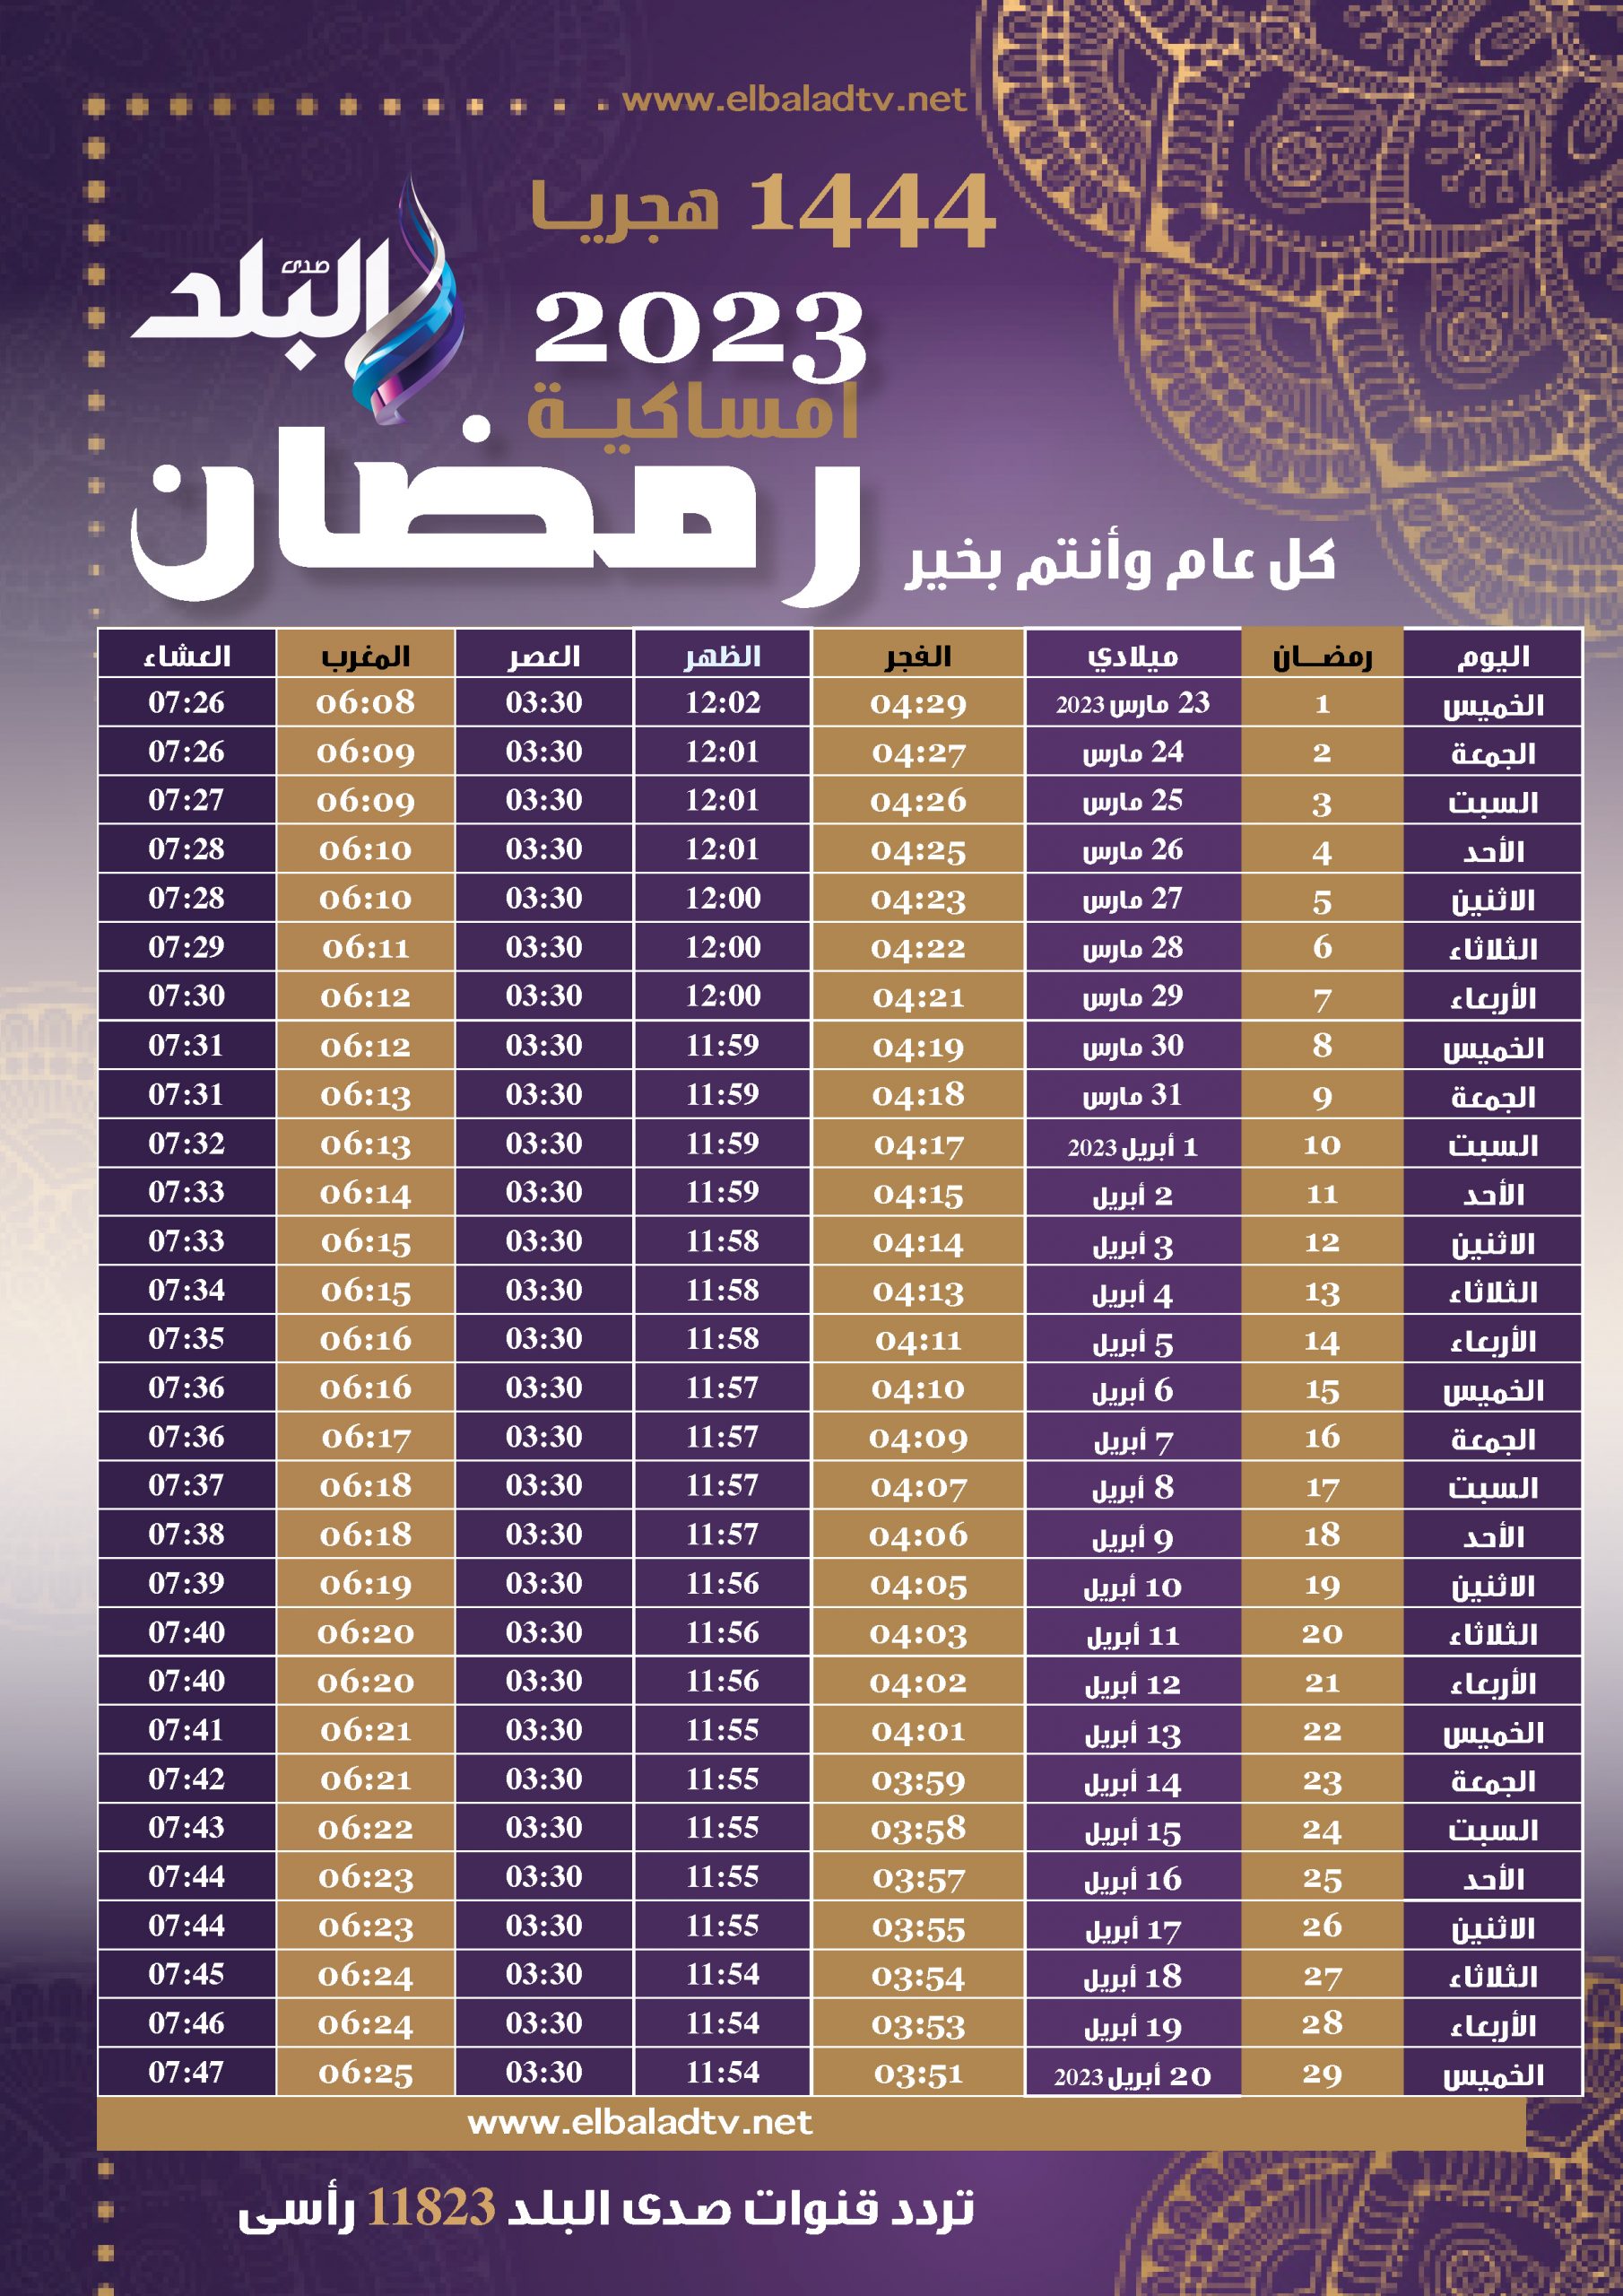 www.elbaladtv.net
1444 هجريا
صدى
البلد
2023
امساكية
رمضان
كل عام وأنتم بخير
اليوم رمضان ميلادي الفجر الظهر العصر المغرب العشاء
الخميس 1 23 مارس 2023 04:29 12:02 03:30 06:08 07:26
الجمعة 2 24 مارس 04:27 12:01 03:30 06:09 07:26
السبت 3 25 مارس 04:26 12:01 03:30 06:09 07:27
الأحد 4 26 مارس 04:25 12:01 03:30 06:10 07:28
الاثنين 5 27 مارس 04:23 12:00 03:30 06:10 07:28
الثلاثاء 6 28 مارس 04:22 12:00 03:30 06:11 07:29
الأربعاء 7 29 مارس 04:21 12:00 03:30 06:12 07:30
الخميس 8 30 مارس 04:19 11:59 03:30 06:12 07:31
الجمعة 9 31 مارس 04:18 11:59 03:30 06:13 07:31
السبت 10 1 أبريل 2023 04:17 11:59 03:30 06:13 07:32
الأحد 11 2 أبريل 04:15 11:59 03:30 06:14 07:33
الاثنين 12 3 أبريل 04:14 11:58 03:30 06:15 07:33
الثلاثاء 13 4 أبريل 04:13 11:58 03:30 06:15 07:34
الأربعاء 14 5 أبريل 04:11 11:58 03:30 06:16 07:35
الخميس 15 6 أبريل 04:10 11:57 03:30 06:16 07:36
الجمعة 16 7 أبريل 04:09 11:57 03:30 06:17 07:36
السبت 17 8 أبريل 04:07 11:57 03:30 06:18 07:37
الأحد 18 9 أبريل 04:06 11:57 03:30 06:18 07:38
الاثنين 19 10 أبريل 04:05 11:56 03:30 06:19 07:39
الثلاثاء 20 11 أبريل 04:03 11:56 03:30 06:20 07:40
الأربعاء 21 12 أبريل 04:02 11:56 03:30 06:20 07:40
الخميس 22 13 أبريل 04:01 11:55 03:30 06:21 07:41
الجمعة 23 14 أبريل 03:59 11:55 03:30 06:21 07:42
السبت 24 15 أبريل 03:58 11:55 03:30 06:22 07:43
الأحد 25 16 أبريل 03:57 11:55 03:30 06:23 07:44
الاثنين 26 17 أبريل 03:55 11:55 03:30 06:23 07:44
الثلاثاء 27 18 أبريل 03:54 11:54 03:30 06:24 07:45
الأربعاء 28 19 أبريل 03:53 11:54 03:30 06:24 07:46
الخميس 29 20 أبريل 2023 03:51 11:54 03:30 06:25 07:47
www.elbaladtv.net
تردد قنوات صدى البلد 11823 رأسى